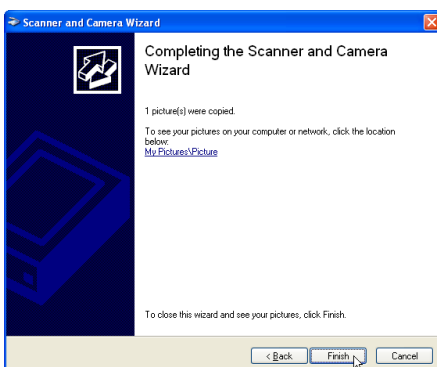 Scanner and Camera Wizard
Completing the Scanner and Camera
Wizard
1 picture(s) were copied.
To see your pictures on your computer or network, click the location
below:
My Pictures\Picture
To close this wizard and see your pictures, click Finish.
< Back Finish Cancel